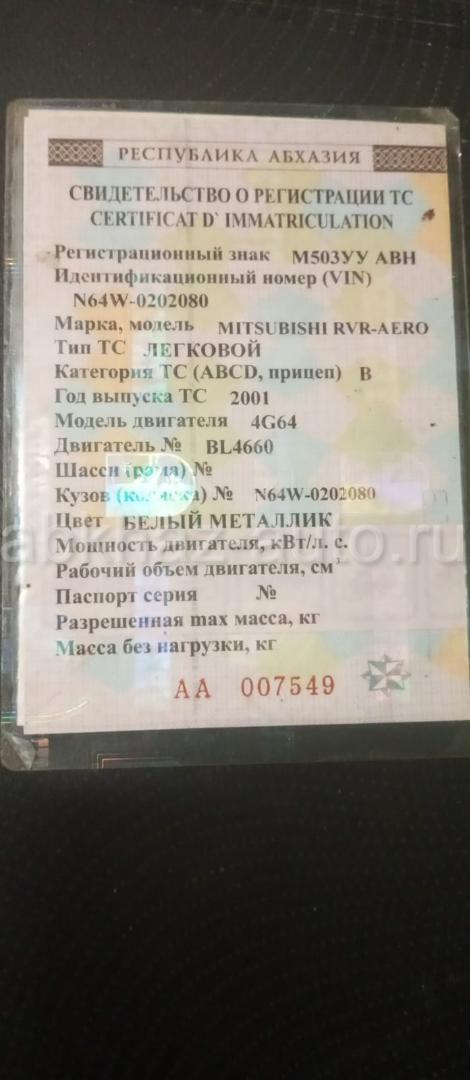 РЕСПУБЛИКА АБХАЗИЯ
СВИДЕТЕЛЬСТВО О РЕГИСТРАЦИИ ТС
CERTIFICAT D` IMMATRICULATION
Регистрационный знак М503УУ АВН
Идентификационный номер (VIN)
N64W-0202080
Марка, модель MITSUBISHI RVR-AERO
Тип ТС ЛЕГКОВОЙ
Категория ТС (ABCD, прицеп) В
Год выпуска ТС 2001
Модель двигателя 4G64
Двигатель № BL4660
Шасси (рама) №
Кузов (коляска) № N64W-0202080
Цвет БЕЛЫЙ МЕТАЛЛИК
Мощность двигателя, кВт/л. с.
Рабочий объем двигателя, см³
Паспорт серия №
Разрешенная max масса, кг
Масса без нагрузки, кг
АА 007549